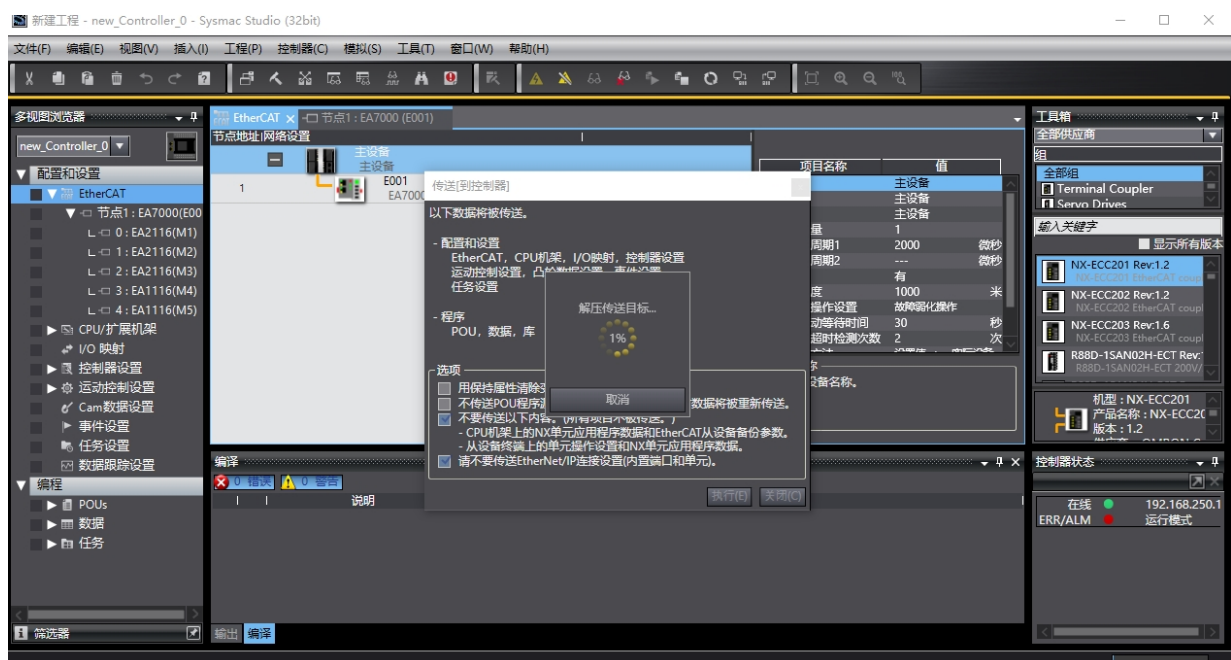 新建工程 - new_Controller_0 - Sysmac Studio (32bit)
文件(F) 编辑(E) 视图(V) 插入(I) 工程(P) 控制器(C) 模拟(S) 工具(T) 窗口(W) 帮助(H)
多视图浏览器
new_Controller_0
配置和设置
EtherCAT
节点1 : EA7000(E00
0 : EA2116(M1)
1 : EA2116(M2)
2 : EA2116(M3)
3 : EA1116(M4)
4 : EA1116(M5)
CPU/扩展机架
I/O 映射
控制器设置
运动控制设置
Cam数据设置
事件设置
任务设置
数据跟踪设置
编程
POUs
数据
任务
筛选器
EtherCAT
节点1 : EA7000 (E001)
节点地址 网络设置
主设备
主设备
1
E001
EA7000
项目名称 值
主设备
主设备
主设备
量 1
周期1 2000 微秒
周期2 --- 微秒
有
度 1000 米
操作设置 故障弱化操作
动等待时间 30 秒
超时检测次数 2 次
设备名称。
传送[到控制器]
以下数据将被传送。
- 配置和设置
EtherCAT，CPU机架，I/O映射，控制器设置
运动控制设置，凸轮数据设置，事件设置
任务设置
- 程序
POU，数据，库
解压传送目标...
1%
取消
选项
用保持属性清除变
不传送POU程序源
数据将被重新传送。
不要传送以下内容。(所有项目不被传送。)
- CPU机架上的NX单元应用程序数据和EtherCAT从设备备份参数。
- 从设备终端上的单元操作设置和NX单元应用程序数据。
请不要传送EtherNet/IP连接设置(内置端口和单元)。
执行(E) 关闭(C)
编译
0 错误 0 警告
说明
输出 编译
工具箱
全部供应商
组
全部组
Terminal Coupler
Servo Drives
输入关键字
显示所有版本
NX-ECC201 Rev:1.2
NX-ECC201 EtherCAT coupl
NX-ECC202 Rev:1.2
NX-ECC202 EtherCAT coupl
NX-ECC203 Rev:1.6
NX-ECC203 EtherCAT coupl
R88D-1SAN02H-ECT Rev:
R88D-1SAN02H-ECT 200V/
机型 : NX-ECC201
产品名称 : NX-ECC20
版本 : 1.2
控制器状态
在线 192.168.250.1
ERR/ALM 运行模式